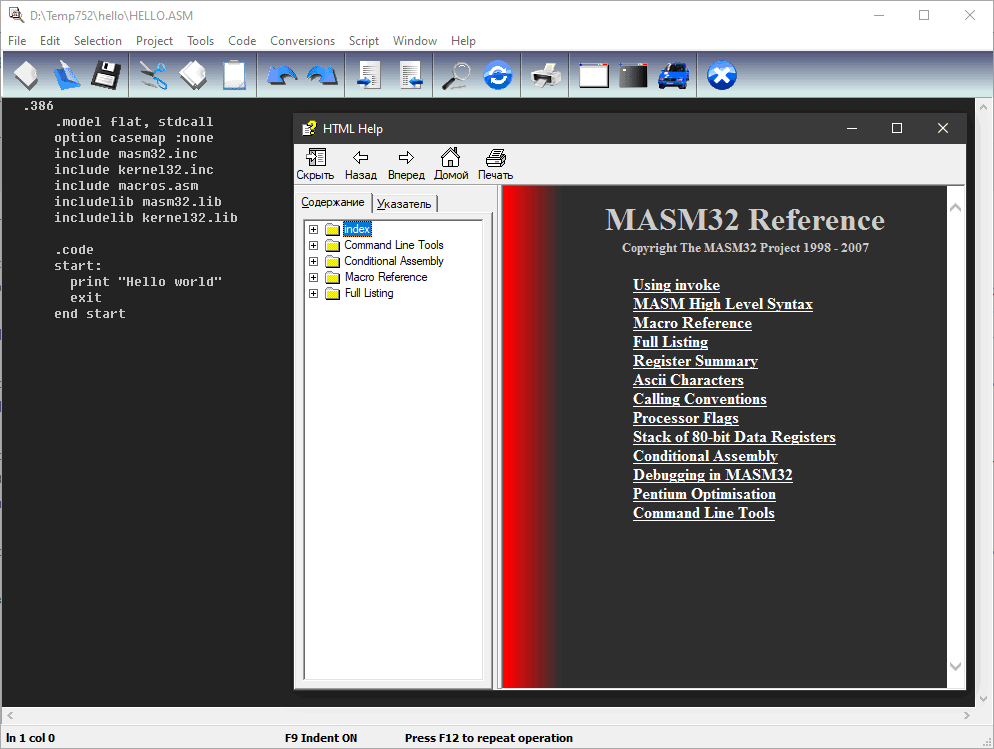 D:\Temp752\hello\HELLO.ASM
File Edit Selection Project Tools Code Conversions Script Window Help
.386
.model flat, stdcall
option casemap :none
include masm32.inc
include kernel32.inc
include macros.asm
includelib masm32.lib
includelib kernel32.lib
.code
start:
print "Hello world"
exit
end start
HTML Help
Скрыть Назад Вперед Домой Печать
Содержание Указатель
index
Command Line Tools
Conditional Assembly
Macro Reference
Full Listing
MASM32 Reference
Copyright The MASM32 Project 1998 - 2007
Using invoke
MASM High Level Syntax
Macro Reference
Full Listing
Register Summary
Ascii Characters
Calling Conventions
Processor Flags
Stack of 80-bit Data Registers
Conditional Assembly
Debugging in MASM32
Pentium Optimisation
Command Line Tools
ln 1 col 0 F9 Indent ON Press F12 to repeat operation